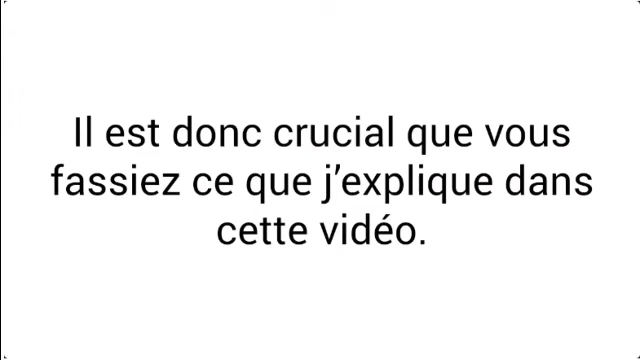 Il est donc crucial que vous
fassiez ce que j’explique dans
cette vidéo.